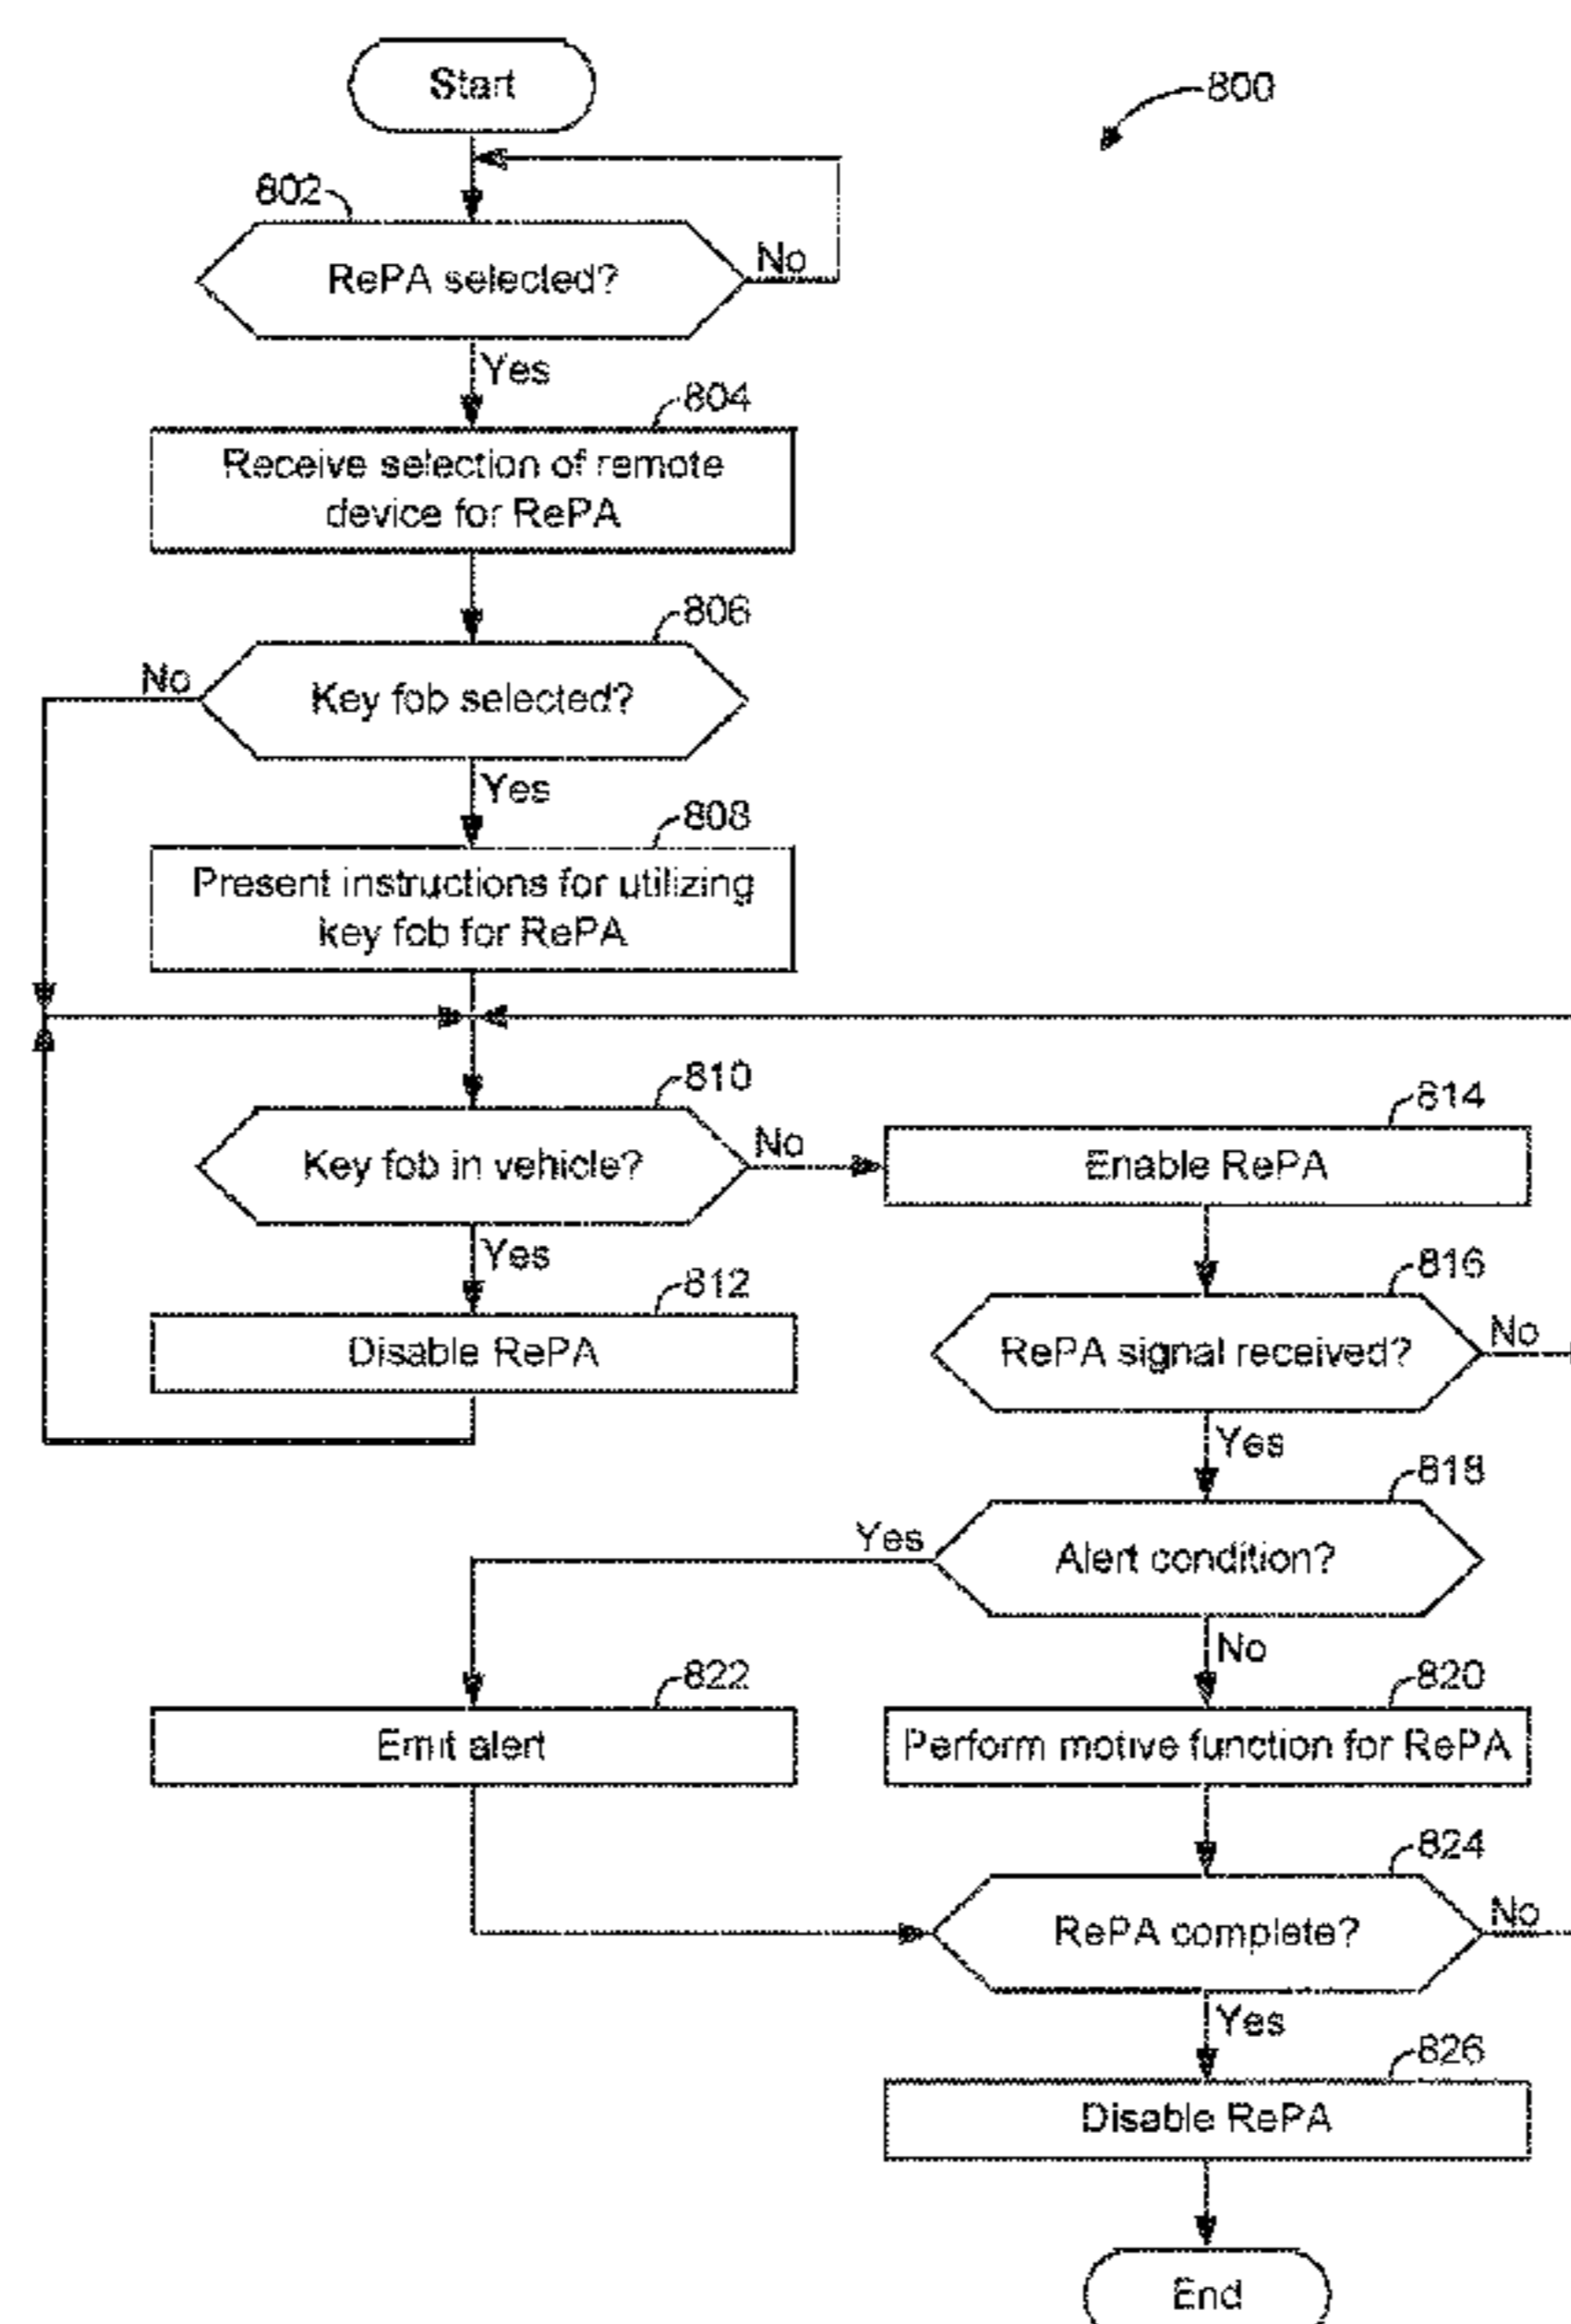 Start
800
802
RePA selected?
No
Yes
804
Receive selection of remote
device for RePA
806
No
Key fob selected?
Yes
808
Present instructions for utilizing
key fob for RePA
810
Key fob in vehicle?
No
814
Enable RePA
Yes
812
Disable RePA
816
RePA signal received?
No
Yes
818
Yes
Alert condition?
No
822
Emit alert
820
Perform motive function for RePA
824
RePA complete?
No
Yes
826
Disable RePA
End